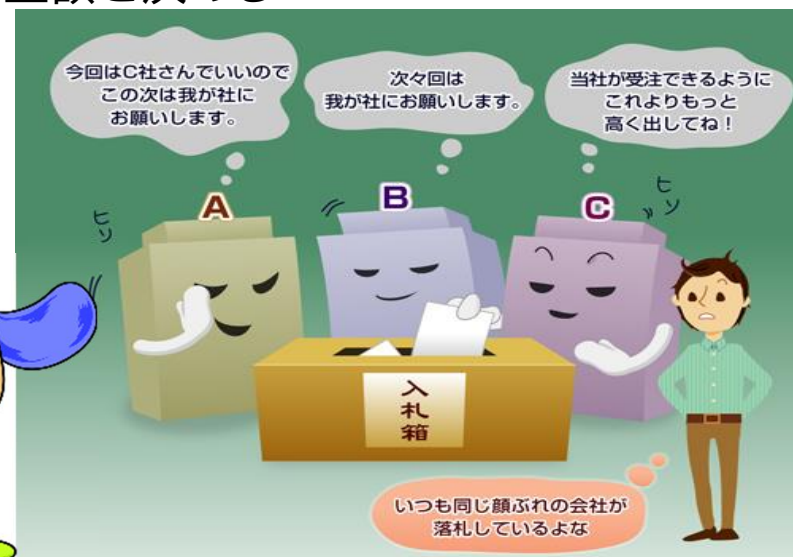 今回はC社さんでいいので
この次は我が社に
お願いします。
次々回は
我が社にお願いします。
当社が受注できるように
これよりもっと
高く出してね！
A
B
C
ヒソ
ヒソ
入札箱
いつも同じ顔ぶれの会社が
落札しているよな